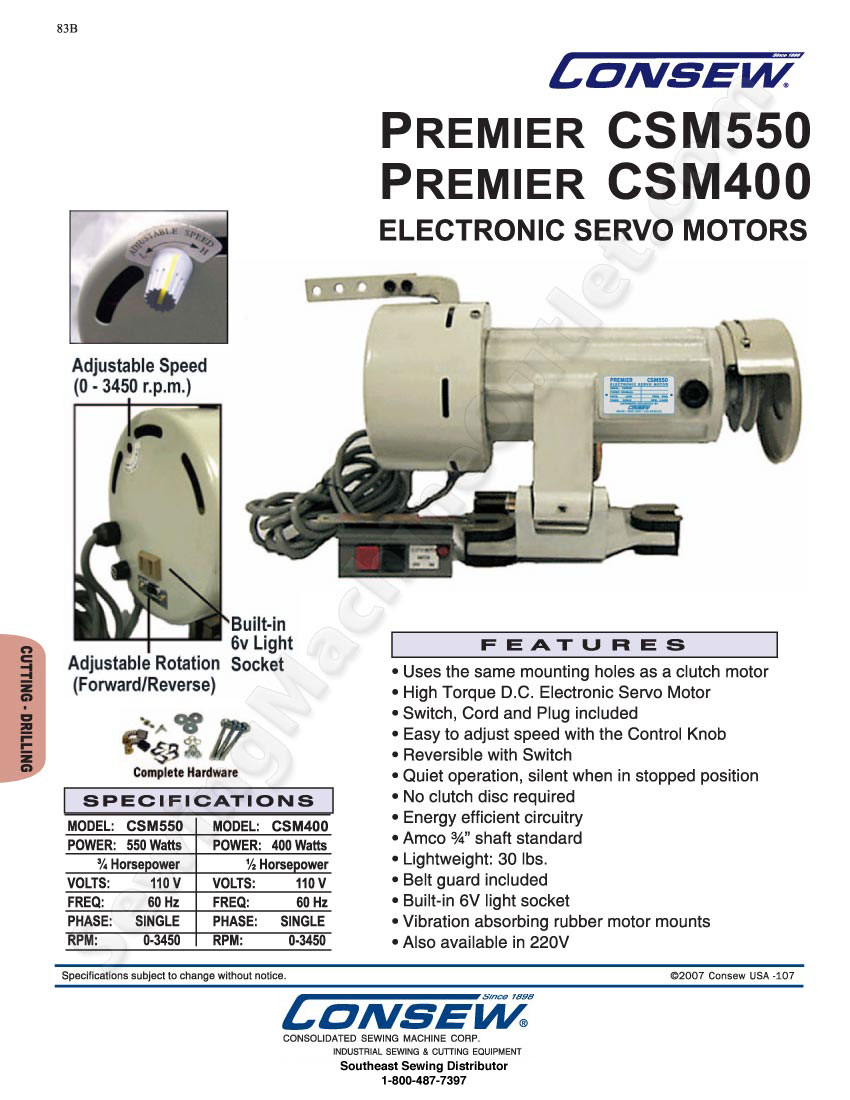 83B
Since 1898
CONSEW®
PREMIER CSM550
PREMIER CSM400
ELECTRONIC SERVO MOTORS
ADJUSTABLE SPEED
L H
Adjustable Speed
(0 - 3450 r.p.m.)
PREMIER CSM550
ELECTRONIC SERVO MOTOR
CONSEW
Built-in
6v Light
Socket
Adjustable Rotation
(Forward/Reverse)
CUTTING - DRILLING
Complete Hardware
SPECIFICATIONS
MODEL: CSM550 MODEL: CSM400
POWER: 550 Watts POWER: 400 Watts
¾ Horsepower ½ Horsepower
VOLTS: 110 V VOLTS: 110 V
FREQ: 60 Hz FREQ: 60 Hz
PHASE: SINGLE PHASE: SINGLE
RPM: 0-3450 RPM: 0-3450
FEATURES
• Uses the same mounting holes as a clutch motor
• High Torque D.C. Electronic Servo Motor
• Switch, Cord and Plug included
• Easy to adjust speed with the Control Knob
• Reversible with Switch
• Quiet operation, silent when in stopped position
• No clutch disc required
• Energy efficient circuitry
• Amco ¾” shaft standard
• Lightweight: 30 lbs.
• Belt guard included
• Built-in 6V light socket
• Vibration absorbing rubber motor mounts
• Also available in 220V
Specifications subject to change without notice.
©2007 Consew USA -107
Since 1898
CONSEW®
CONSOLIDATED SEWING MACHINE CORP.
INDUSTRIAL SEWING & CUTTING EQUIPMENT
Southeast Sewing Distributor
1-800-487-7397
SewingMachineOutlet.com